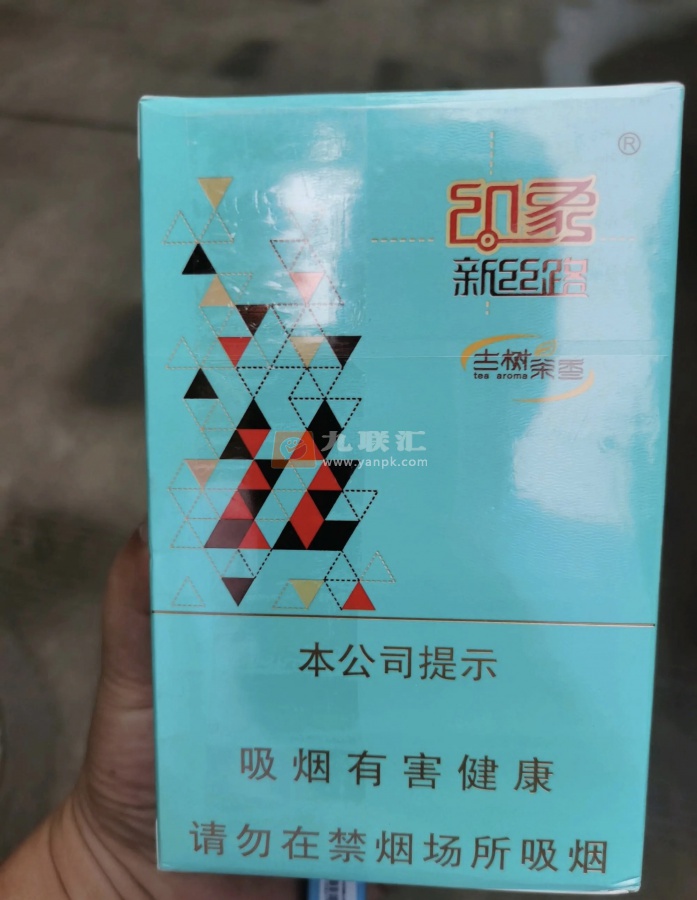 ®
印象
新丝路
古树茶香
tea aroma
九联汇
www.yanpk.com
本公司提示
吸烟有害健康
请勿在禁烟场所吸烟